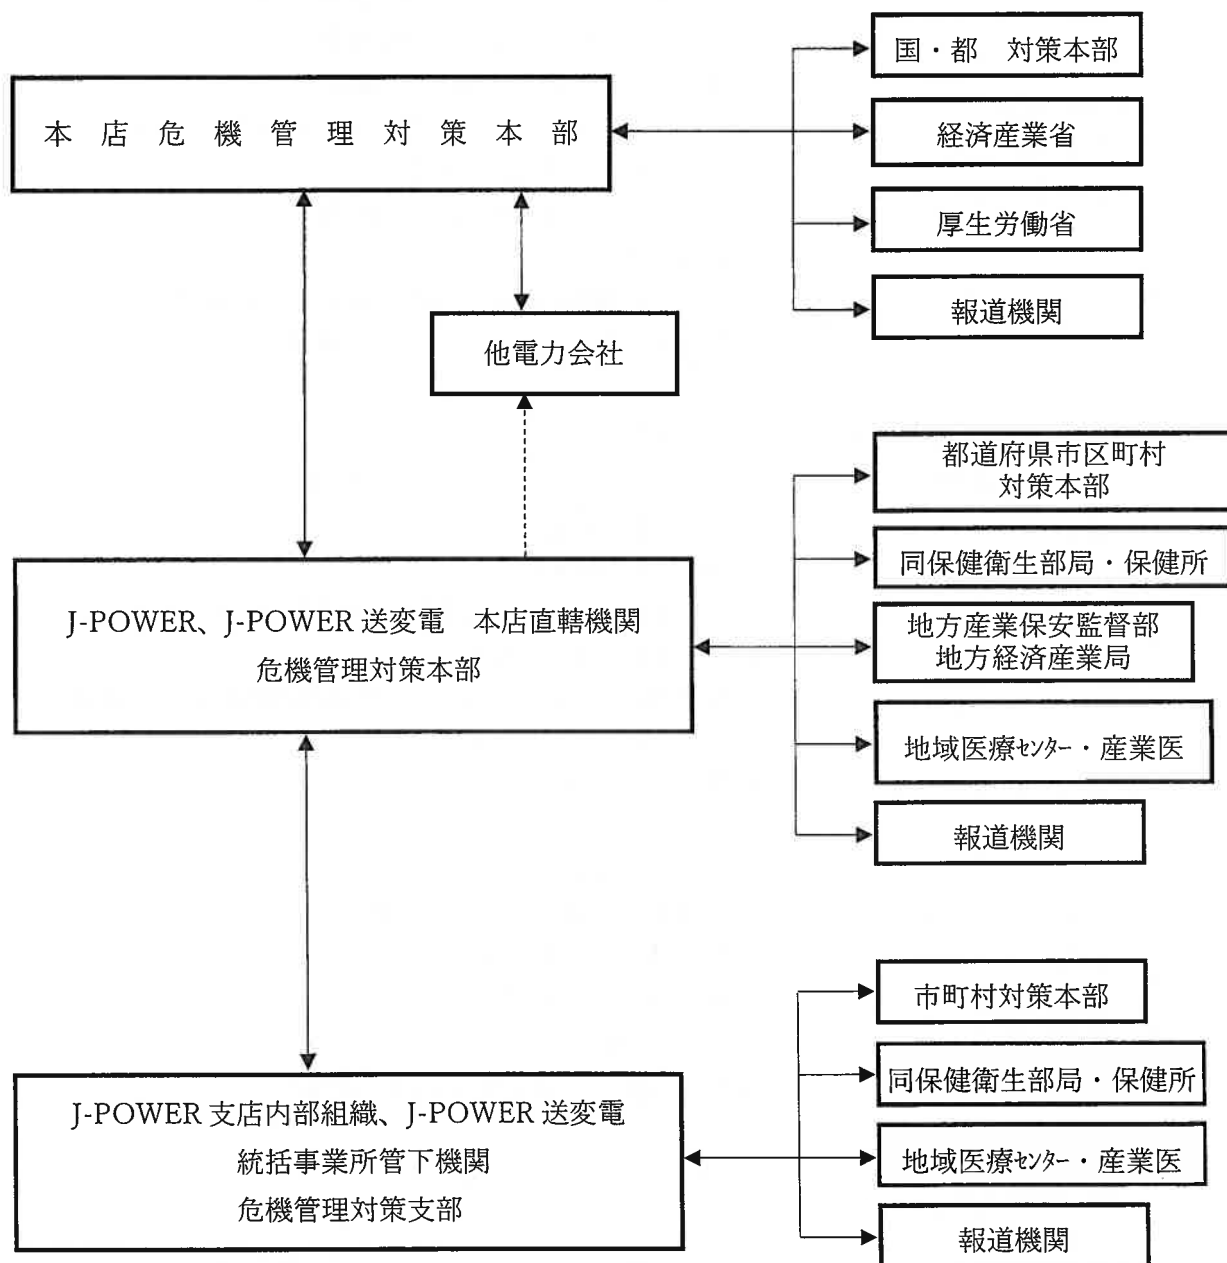 国・都　対策本部
本店危機管理対策本部
経済産業省
厚生労働省
報道機関
他電力会社
都道府県市区町村
対策本部
同保健衛生部局・保健所
J-POWER、J-POWER 送変電　本店直轄機関
危機管理対策本部
地方産業保安監督部
地方経済産業局
地域医療ｾﾝﾀｰ・産業医
報道機関
市町村対策本部
同保健衛生部局・保健所
J-POWER 支店内部組織、J-POWER 送変電
統括事業所管下機関
危機管理対策支部
地域医療ｾﾝﾀｰ・産業医
報道機関